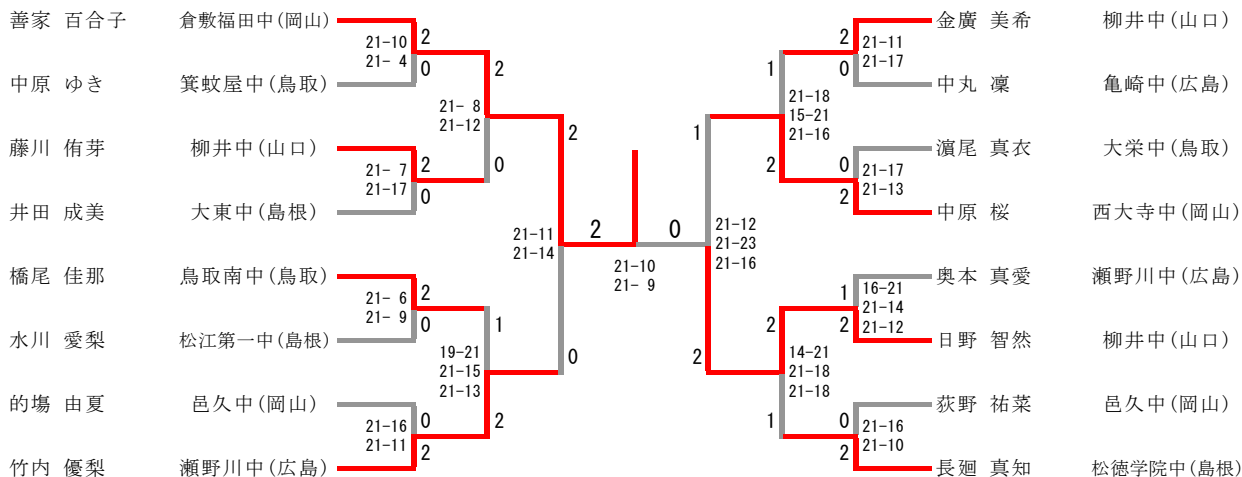 善家 百合子 倉敷福田中(岡山)
21-10 2
21- 4 0
中原 ゆき 箕蚊屋中(鳥取)
2
21- 8
21-12
0
藤川 侑芽 柳井中(山口)
21- 7 2
21-17 0
井田 成美 大東中(島根)
2
21-11
21-14
0
橋尾 佳那 鳥取南中(鳥取)
21- 6 2
21- 9 0
水川 愛梨 松江第一中(島根)
1
19-21
21-15
21-13
2
的場 由夏 邑久中(岡山)
21-16 0
21-11 2
竹内 優梨 瀬野川中(広島)
2 0
21-10
21- 9
金廣 美希 柳井中(山口)
2 21-11
0 21-17
中丸 凜 亀崎中(広島)
1
21-18
15-21
21-16
2
濵尾 真衣 大栄中(鳥取)
0 21-17
2 21-13
中原 桜 西大寺中(岡山)
1
21-12
21-23
21-16
2
奥本 真愛 瀬野川中(広島)
1 16-21
21-14
2 21-12
日野 智然 柳井中(山口)
2
14-21
21-18
21-18
1
荻野 祐菜 邑久中(岡山)
0 21-16
2 21-10
長廻 真知 松徳学院中(島根)